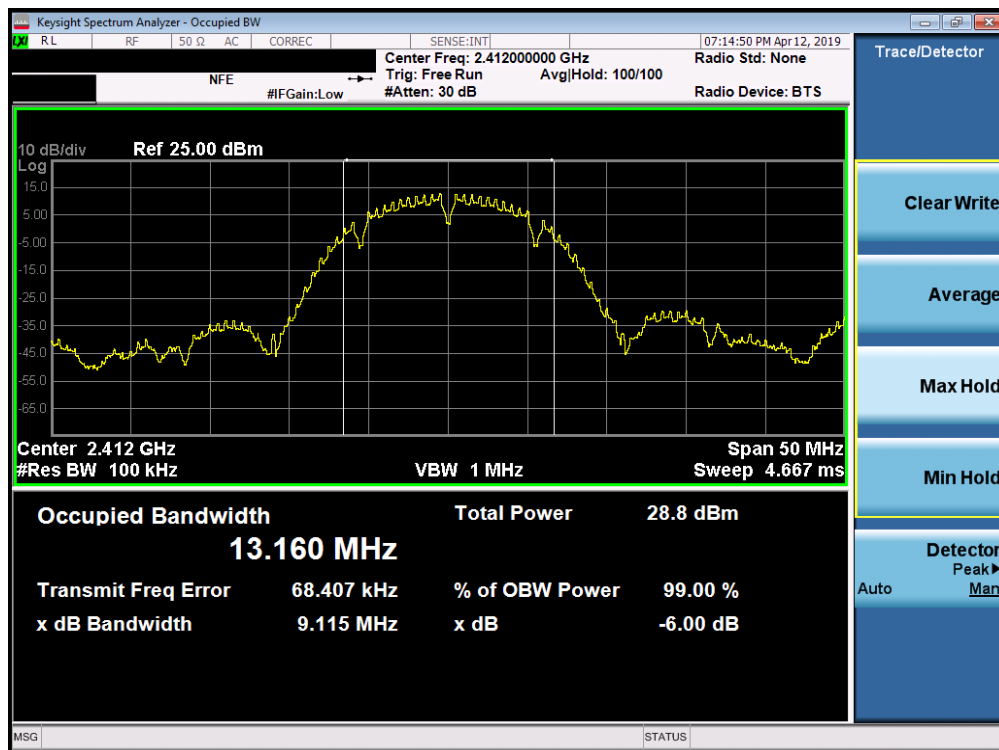 Keysight Spectrum Analyzer - Occupied BW
LXI RL RF 50 Ω AC CORREC SENSE:INT 07:14:50 PM Apr 12, 2019
Center Freq: 2.412000000 GHz Radio Std: None
NFE Trig: Free Run Avg|Hold: 100/100
#IFGain:Low #Atten: 30 dB Radio Device: BTS
Trace/Detector
10 dB/div Ref 25.00 dBm
Log
15.0
5.00
-5.00
-15.0
-25.0
-35.0
-45.0
-55.0
-65.0
Center 2.412 GHz Span 50 MHz
#Res BW 100 kHz VBW 1 MHz Sweep 4.667 ms
Occupied Bandwidth Total Power 28.8 dBm
13.160 MHz
Transmit Freq Error 68.407 kHz % of OBW Power 99.00 %
x dB Bandwidth 9.115 MHz x dB -6.00 dB
Clear Write
Average
Max Hold
Min Hold
Detector
Peak▶
Auto Man
MSG STATUS